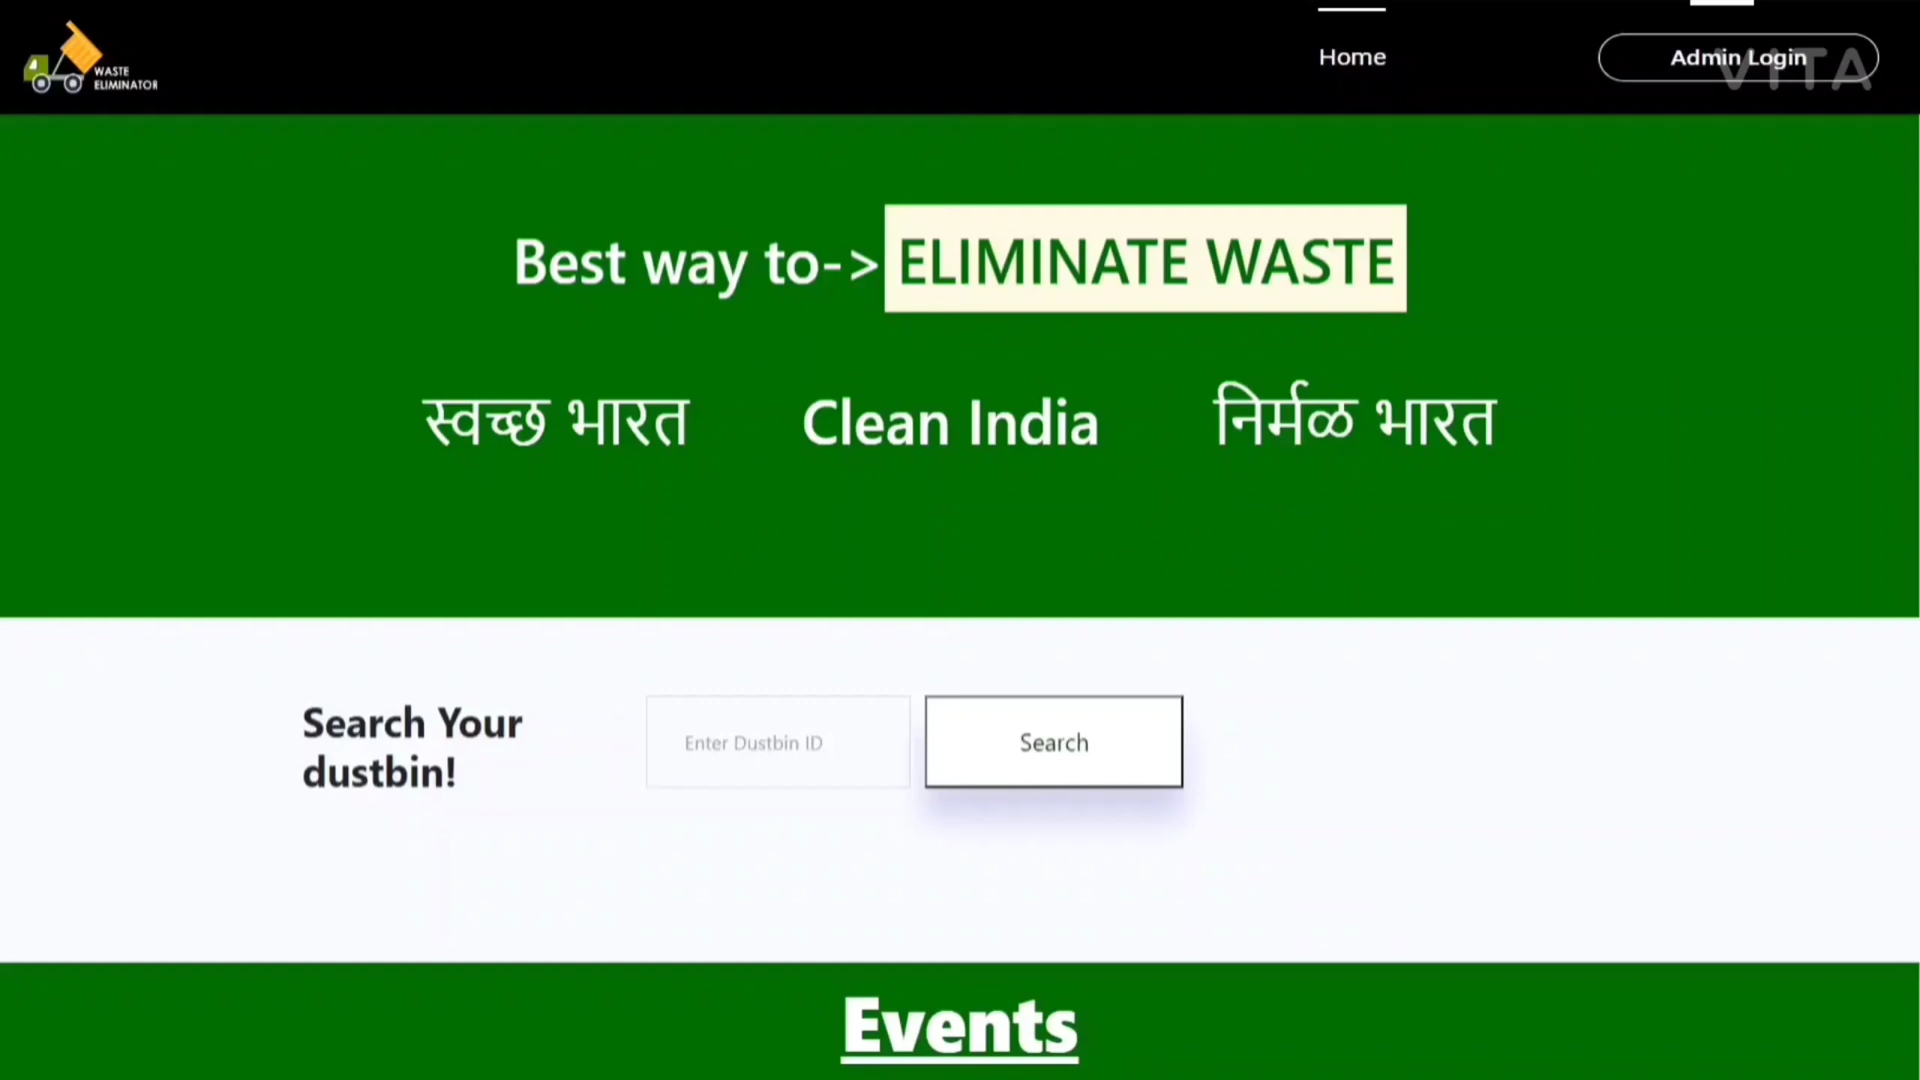 WASTE
ELIMINATOR
Home
Admin Login
VITA
Best way to-> ELIMINATE WASTE
स्वच्छ भारत Clean India निर्मळ भारत
Search Your
dustbin!
Enter Dustbin ID
Search
Events